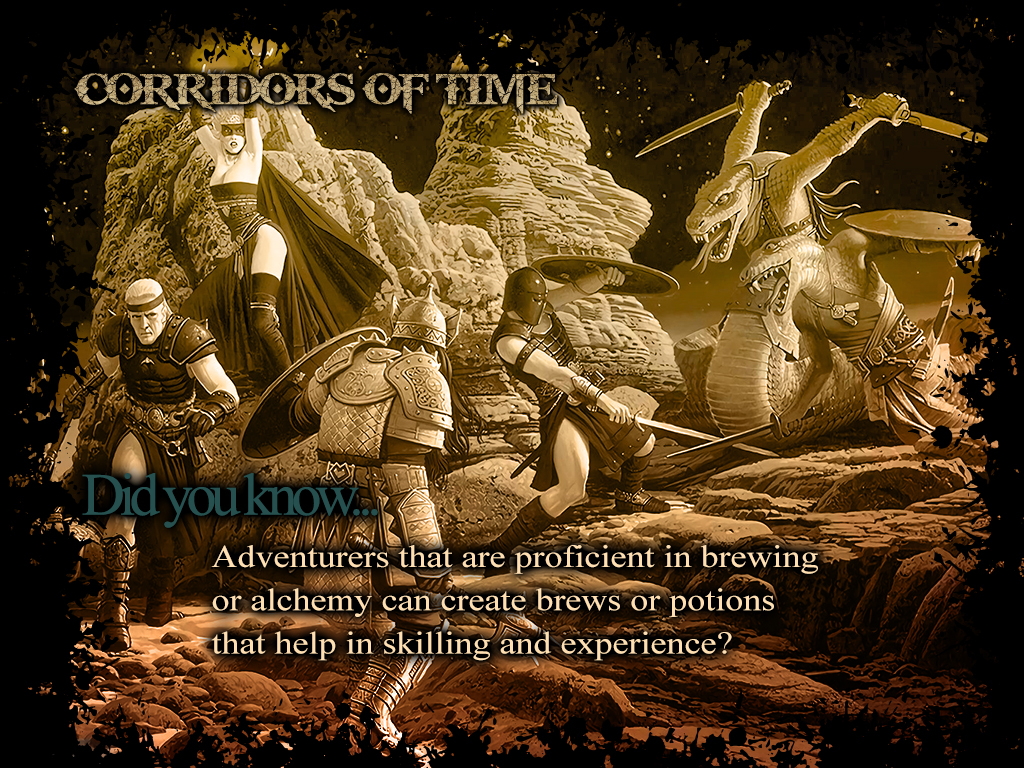 CORRIDORS OF TIME
Did you know...
Adventurers that are proficient in brewing
or alchemy can create brews or potions
that help in skilling and experience?